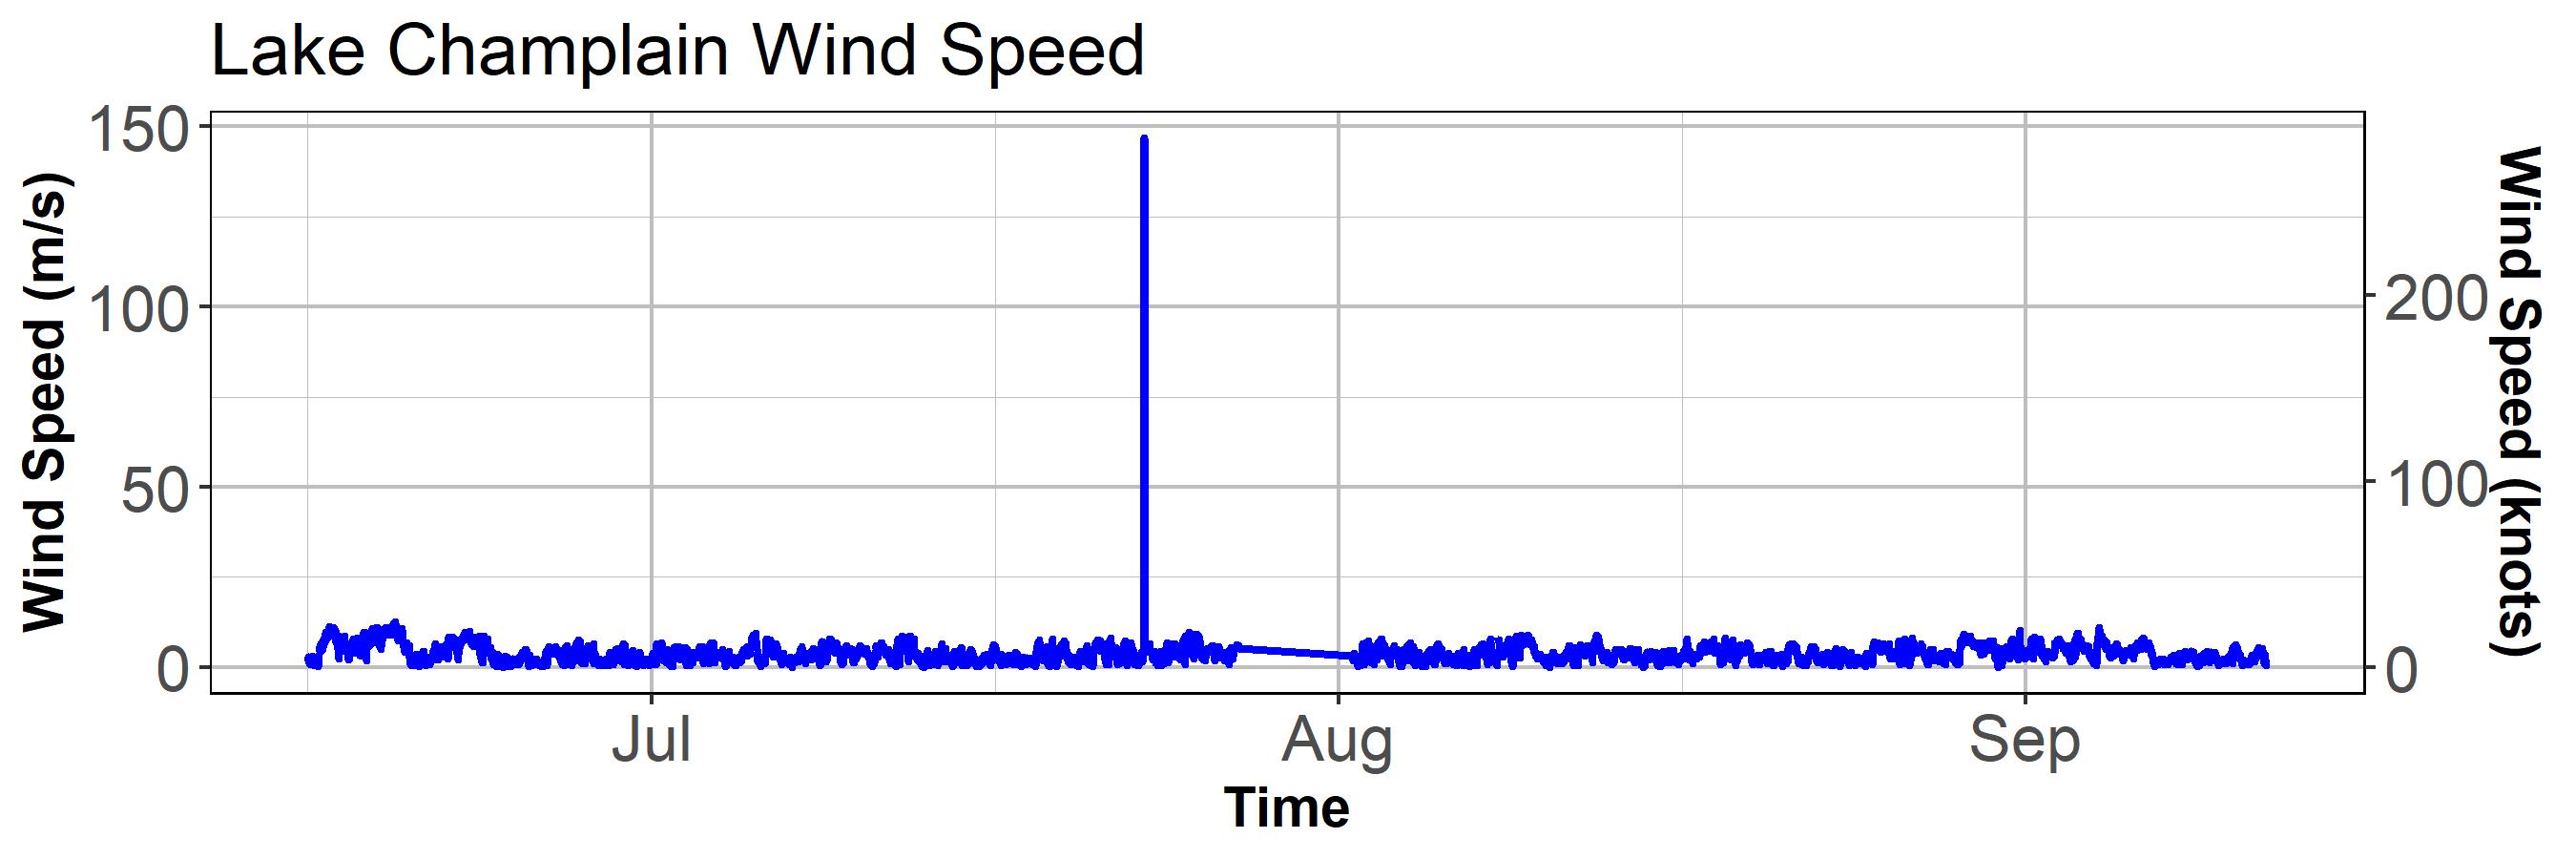 Lake Champlain Wind Speed
Wind Speed (m/s)
150
100
50
0
Wind Speed (knots)
200
100
0
Jul Aug Sep
Time